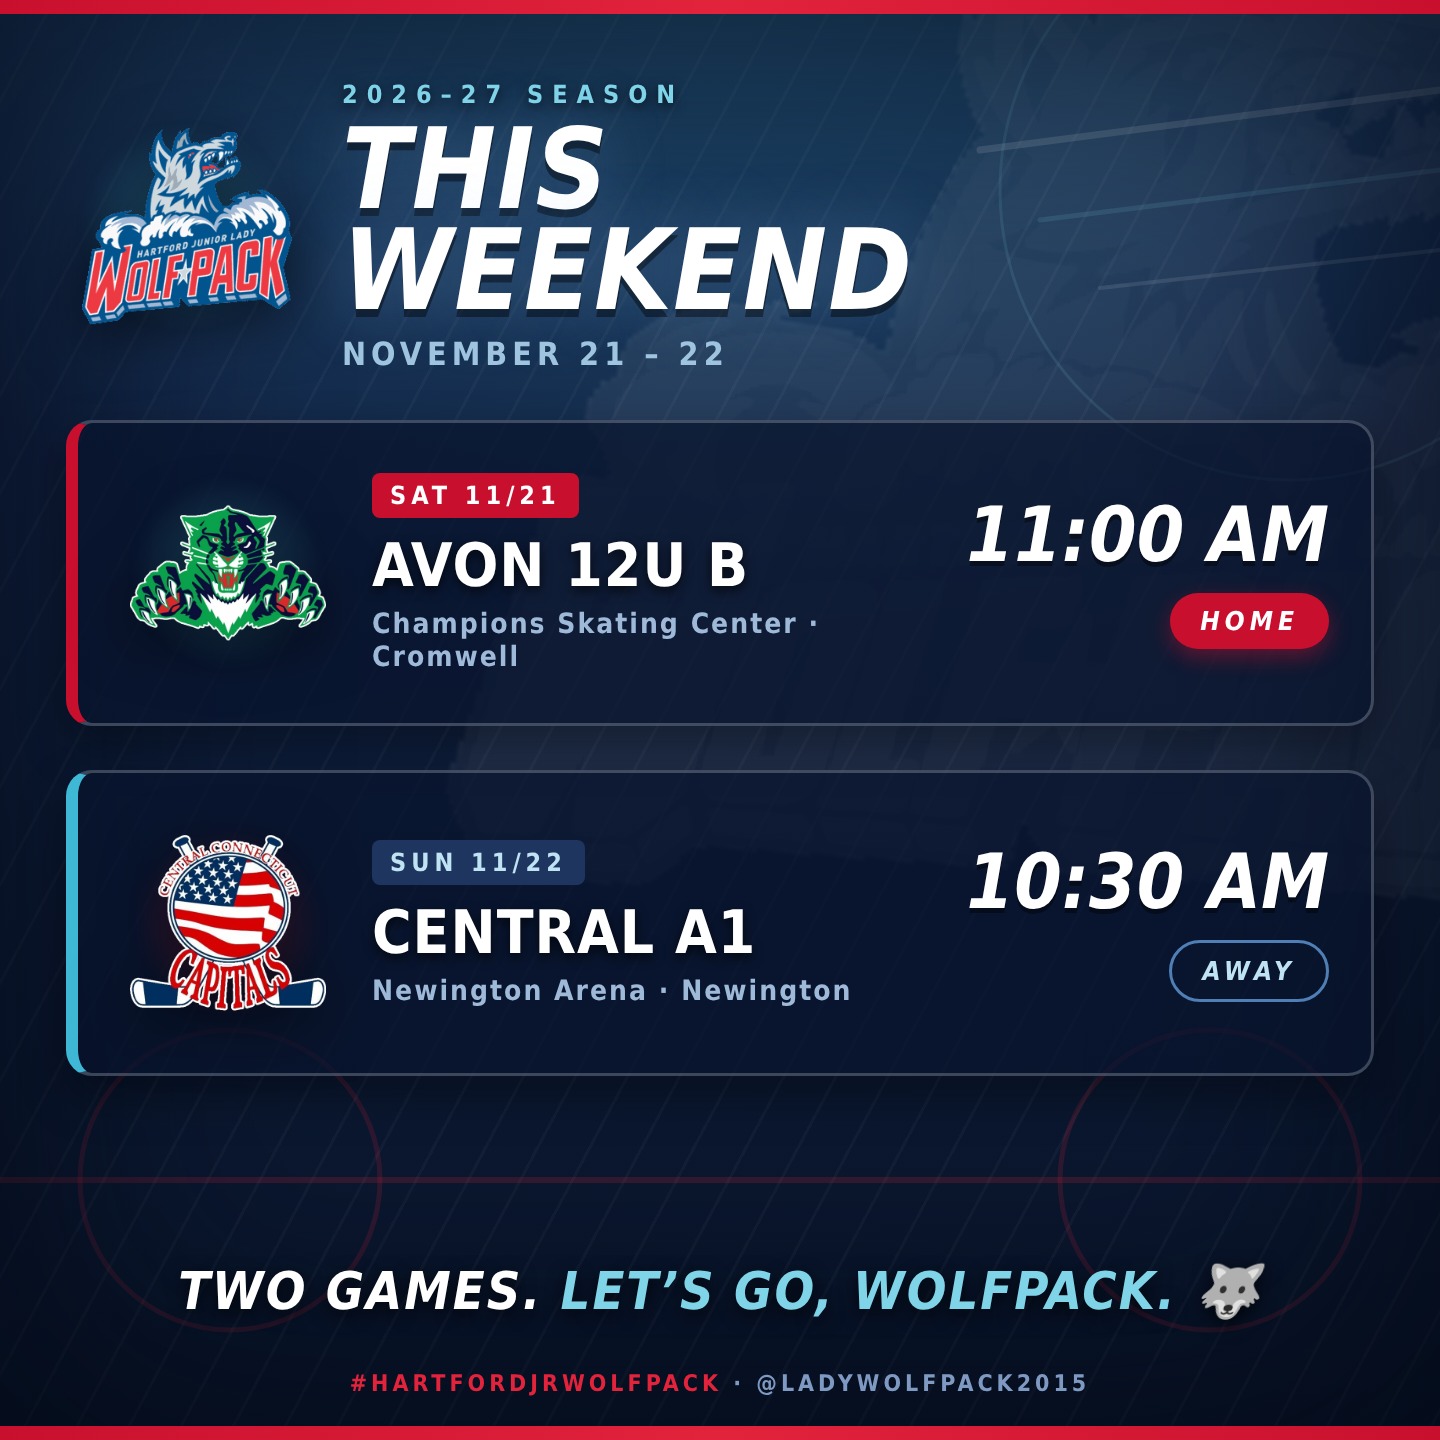 2026–27 SEASON
THIS
WEEKEND
NOVEMBER 21 – 22
HARTFORD JUNIOR LADY
WOLFPACK
SAT 11/21
AVON 12U B
Champions Skating Center ·
Cromwell
11:00 AM
HOME
CENTRAL CONNECTICUT
CAPITALS
SUN 11/22
CENTRAL A1
Newington Arena · Newington
10:30 AM
AWAY
TWO GAMES. LET’S GO, WOLFPACK. 🐺
#HARTFORDJRWOLFPACK · @LADYWOLFPACK2015